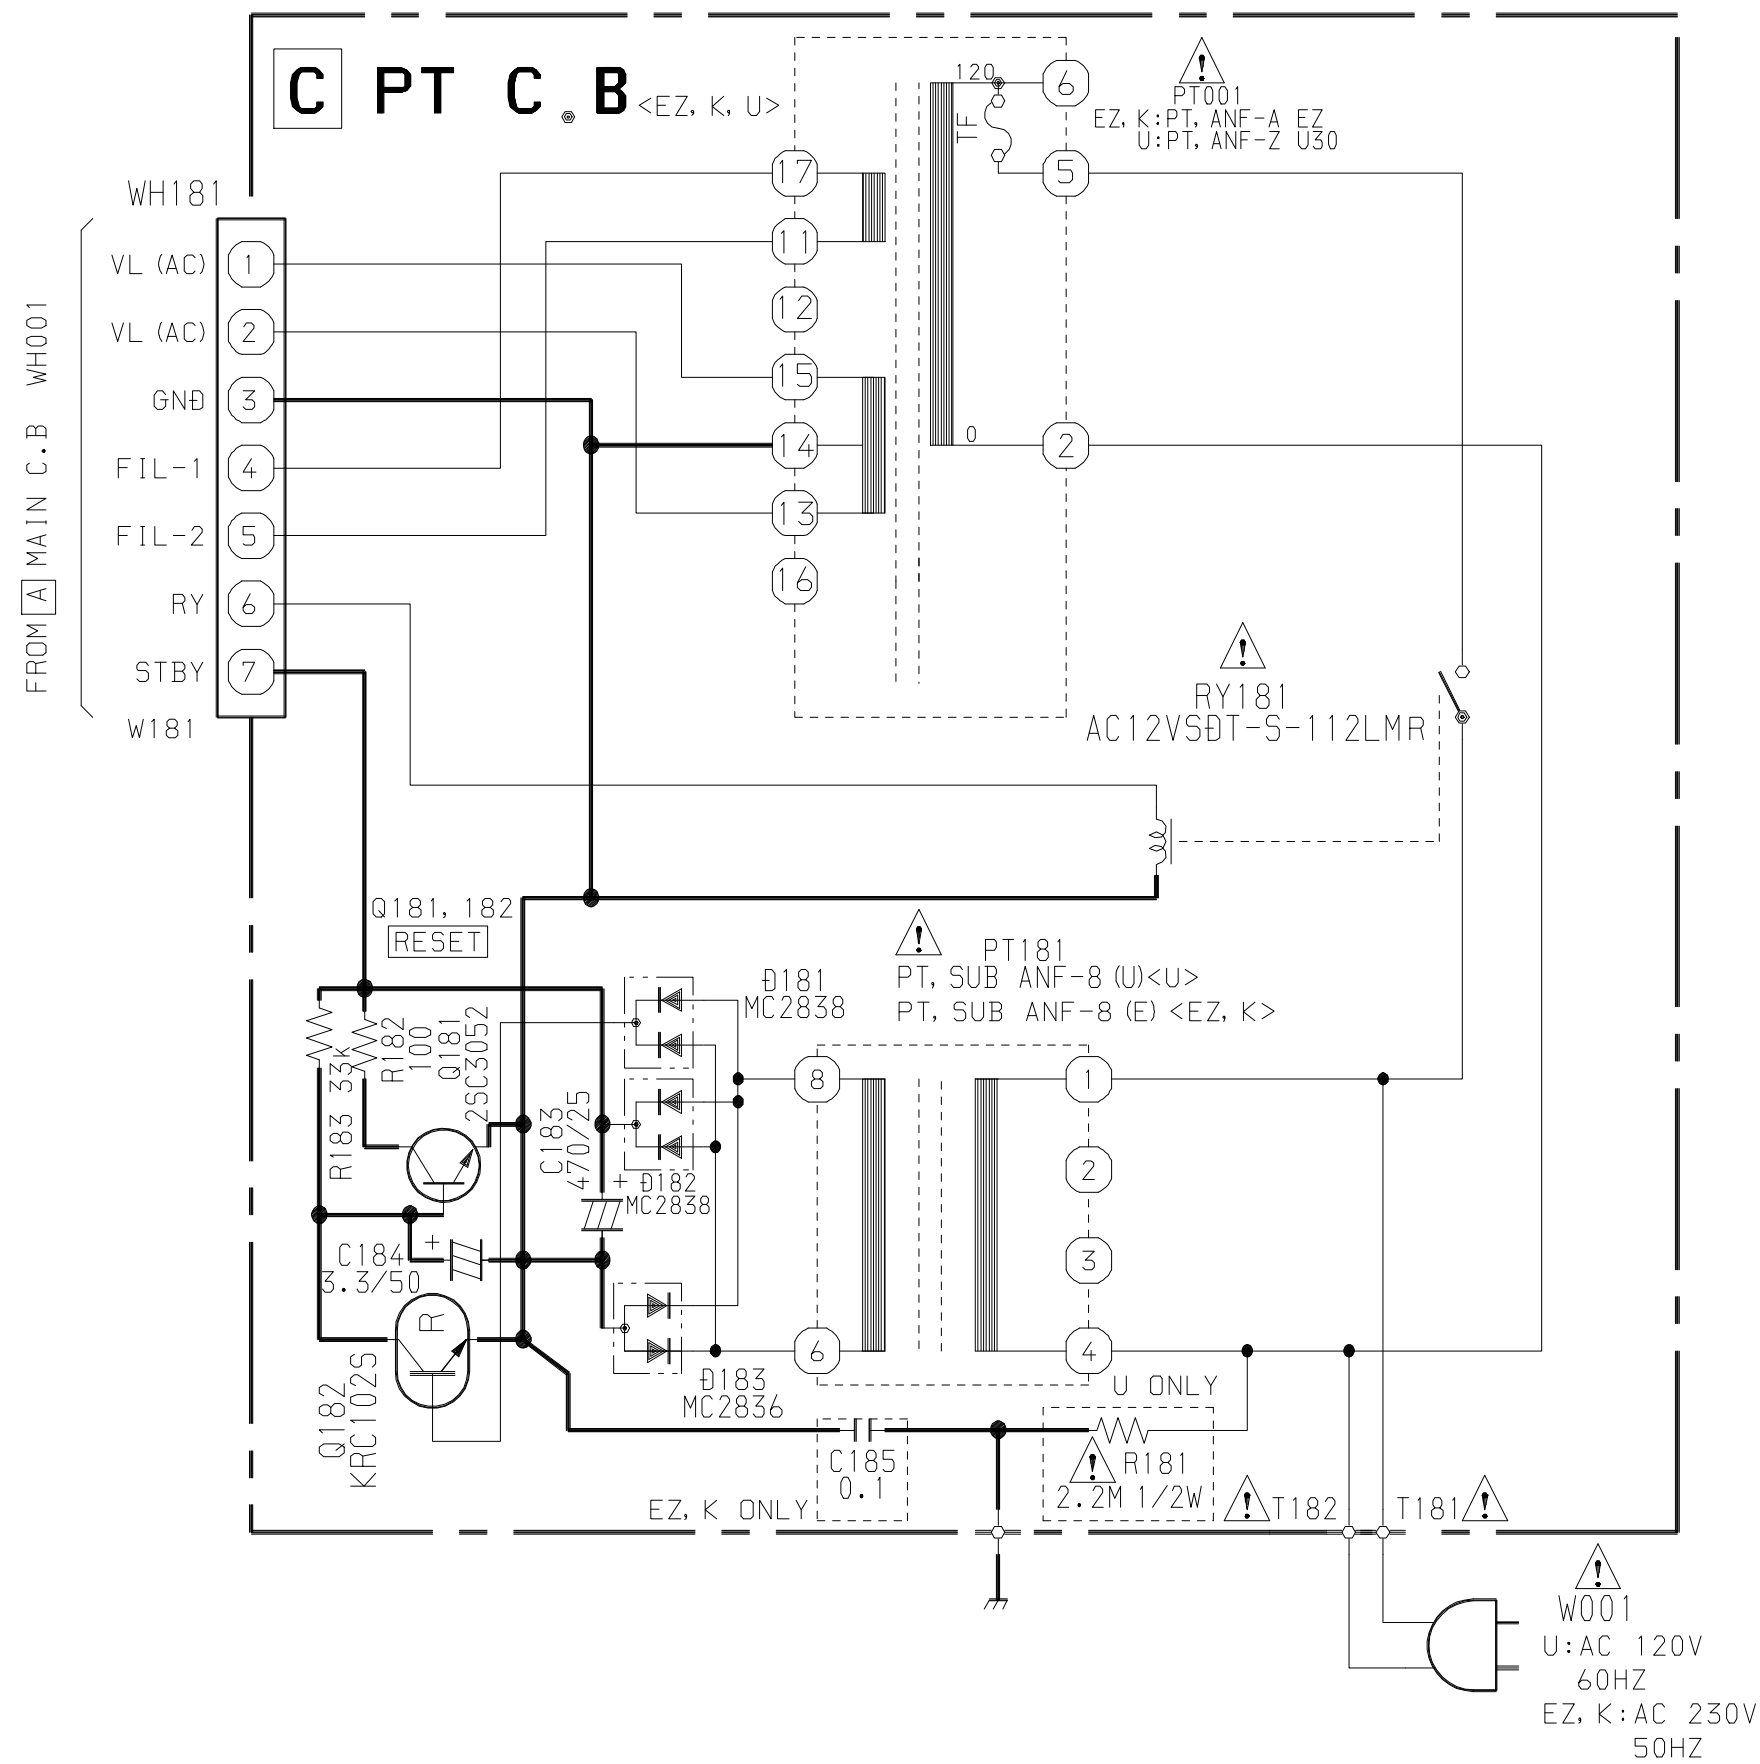 C PT C.B <EZ, K, U>
120
6
PT001
EZ, K:PT, ANF-A EZ
U:PT, ANF-Z U30
TF
17
5
WH181
11
VL (AC) 1
12
VL (AC) 2
15
GND 3
14
0
2
FIL-1 4
13
FIL-2 5
16
RY 6
STBY 7
W181
FROM A MAIN C.B WH001
RY181
AC12VSDT-S-112LMR
Q181, 182
RESET
PT181
PT, SUB ANF-8 (U)<U>
PT, SUB ANF-8 (E) <EZ, K>
D181
MC2838
R183 33K
R182
100
Q181
2SC3052
C183
470/25
+
D182
MC2838
8
1
2
3
6
4
C184
3.3/50
+
R
Q182
KRC102S
D183
MC2836
U ONLY
C185
0.1
EZ, K ONLY
R181
2.2M 1/2W
T182
T181
W001
U:AC 120V
60HZ
EZ, K:AC 230V
50HZ